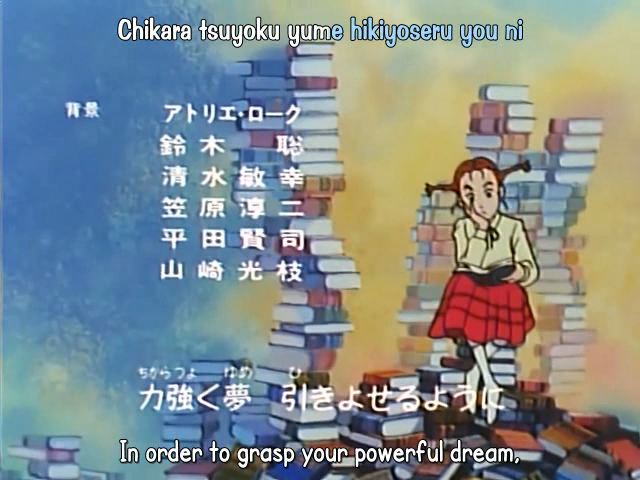 Chikara tsuyoku yume hikiyoseru you ni
背景 アトリエ・ローク
鈴木 聡
清水敏幸
笠原淳二
平田賢司
山崎光枝
ちからつよ ゆめ ひ
力強く夢 引きよせるように
In order to grasp your powerful dream,